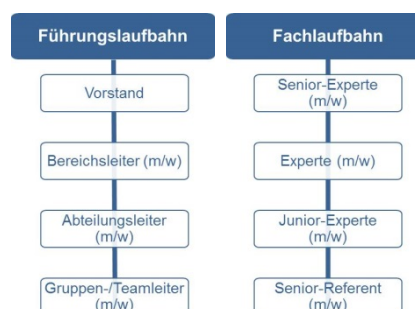 Führungslaufbahn
Vorstand
Bereichsleiter (m/w)
Abteilungsleiter
(m/w)
Gruppen-/Teamleiter
(m/w)
Fachlaufbahn
Senior-Experte
(m/w)
Experte (m/w)
Junior-Experte
(m/w)
Senior-Referent
(m/w)